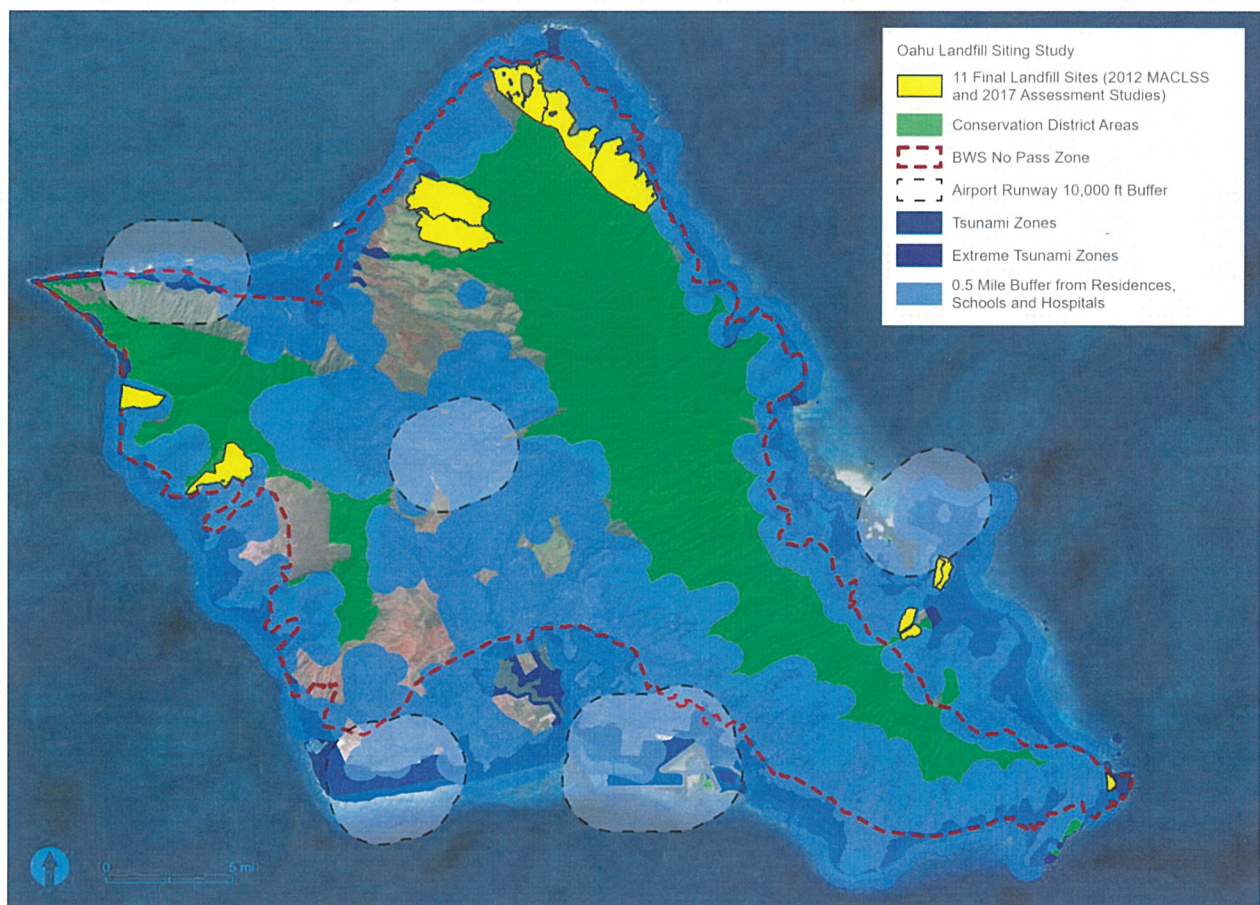 Oahu Landfill Siting Study
11 Final Landfill Sites (2012 MACLSS
and 2017 Assessment Studies)
Conservation District Areas
BWS No Pass Zone
Airport Runway 10,000 ft Buffer
Tsunami Zones
Extreme Tsunami Zones
0.5 Mile Buffer from Residences,
Schools and Hospitals
0 5 mi